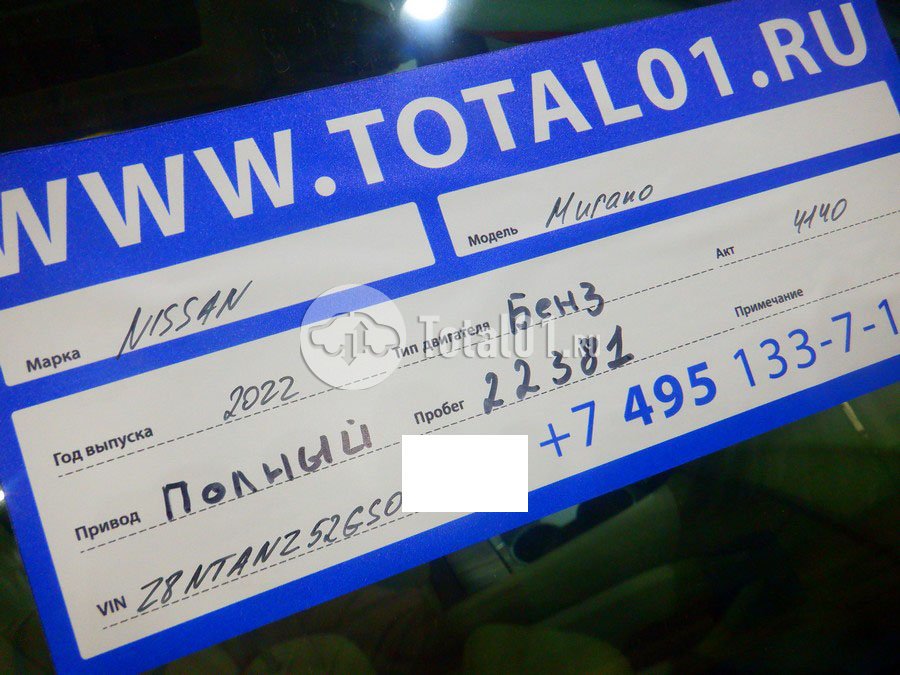 WWW.TOTAL01.RU
Марка NISSAN
Модель Мурано
Год выпуска 2022
Тип двигателя Бенз
Акт 4140
Привод Полный
Пробег 22381
Примечание
VIN Z8NTANZ52GS0
+7 495 133-7-1
Total01.ru